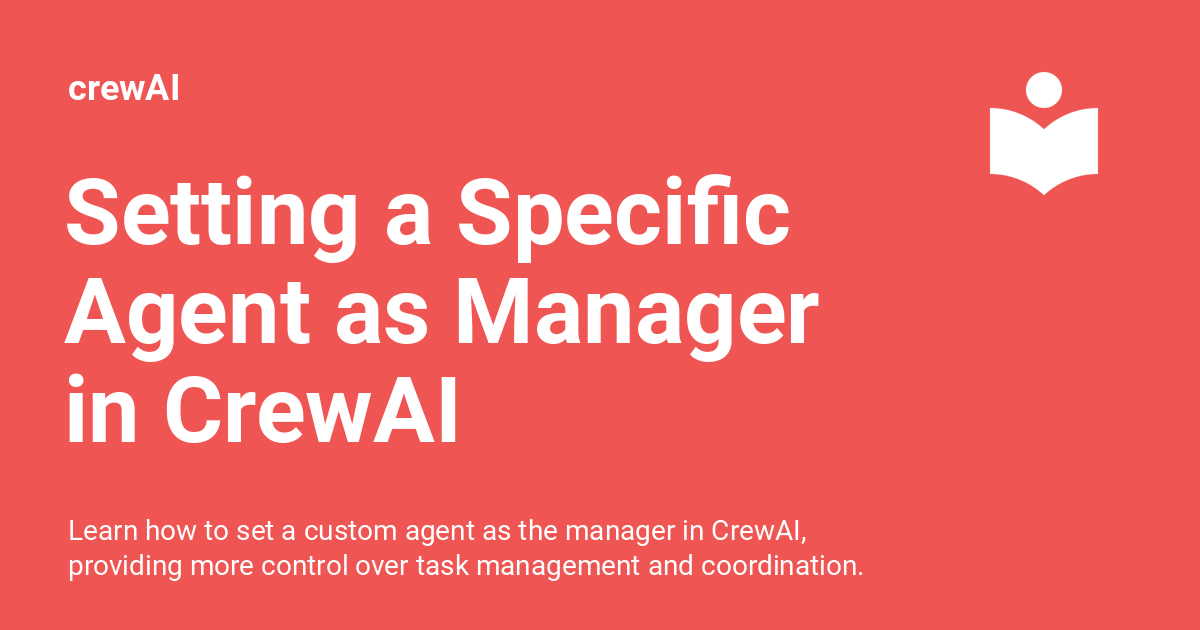 crewAI
Setting a Specific
Agent as Manager
in CrewAI
Learn how to set a custom agent as the manager in CrewAI,
providing more control over task management and coordination.